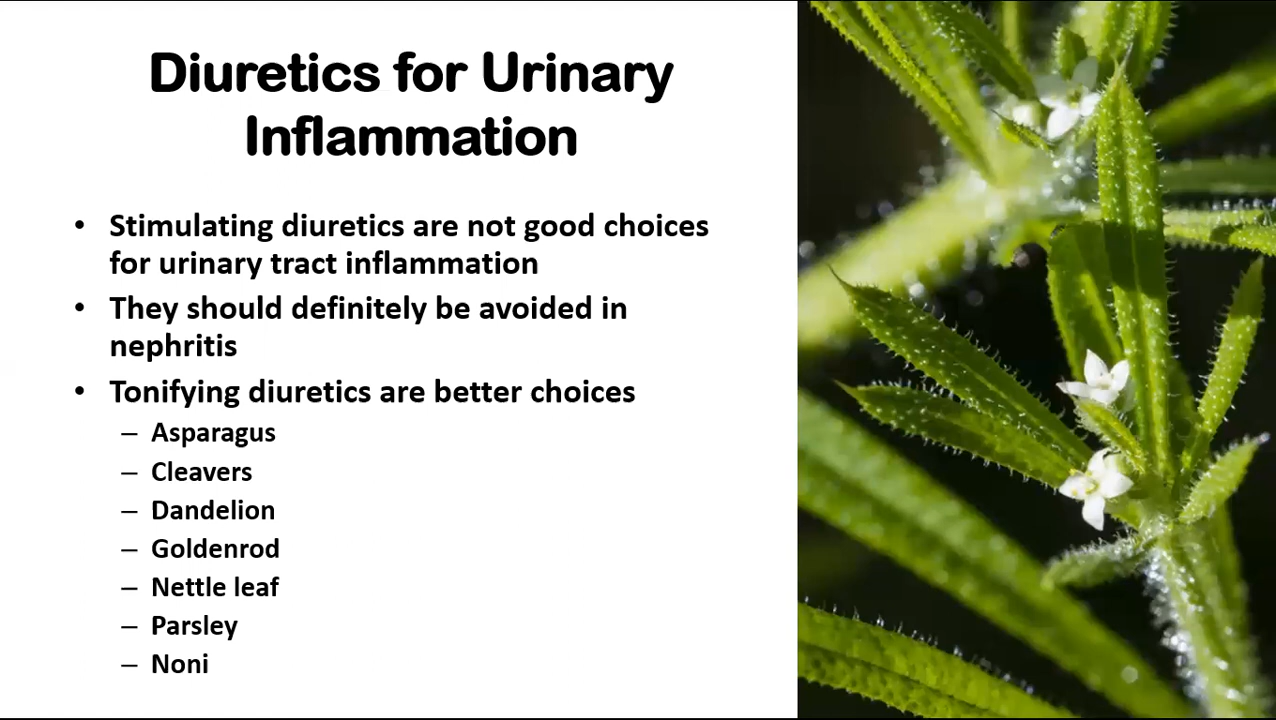 Diuretics for Urinary
Inflammation
• Stimulating diuretics are not good choices
for urinary tract inflammation
• They should definitely be avoided in
nephritis
• Tonifying diuretics are better choices
– Asparagus
– Cleavers
– Dandelion
– Goldenrod
– Nettle leaf
– Parsley
– Noni